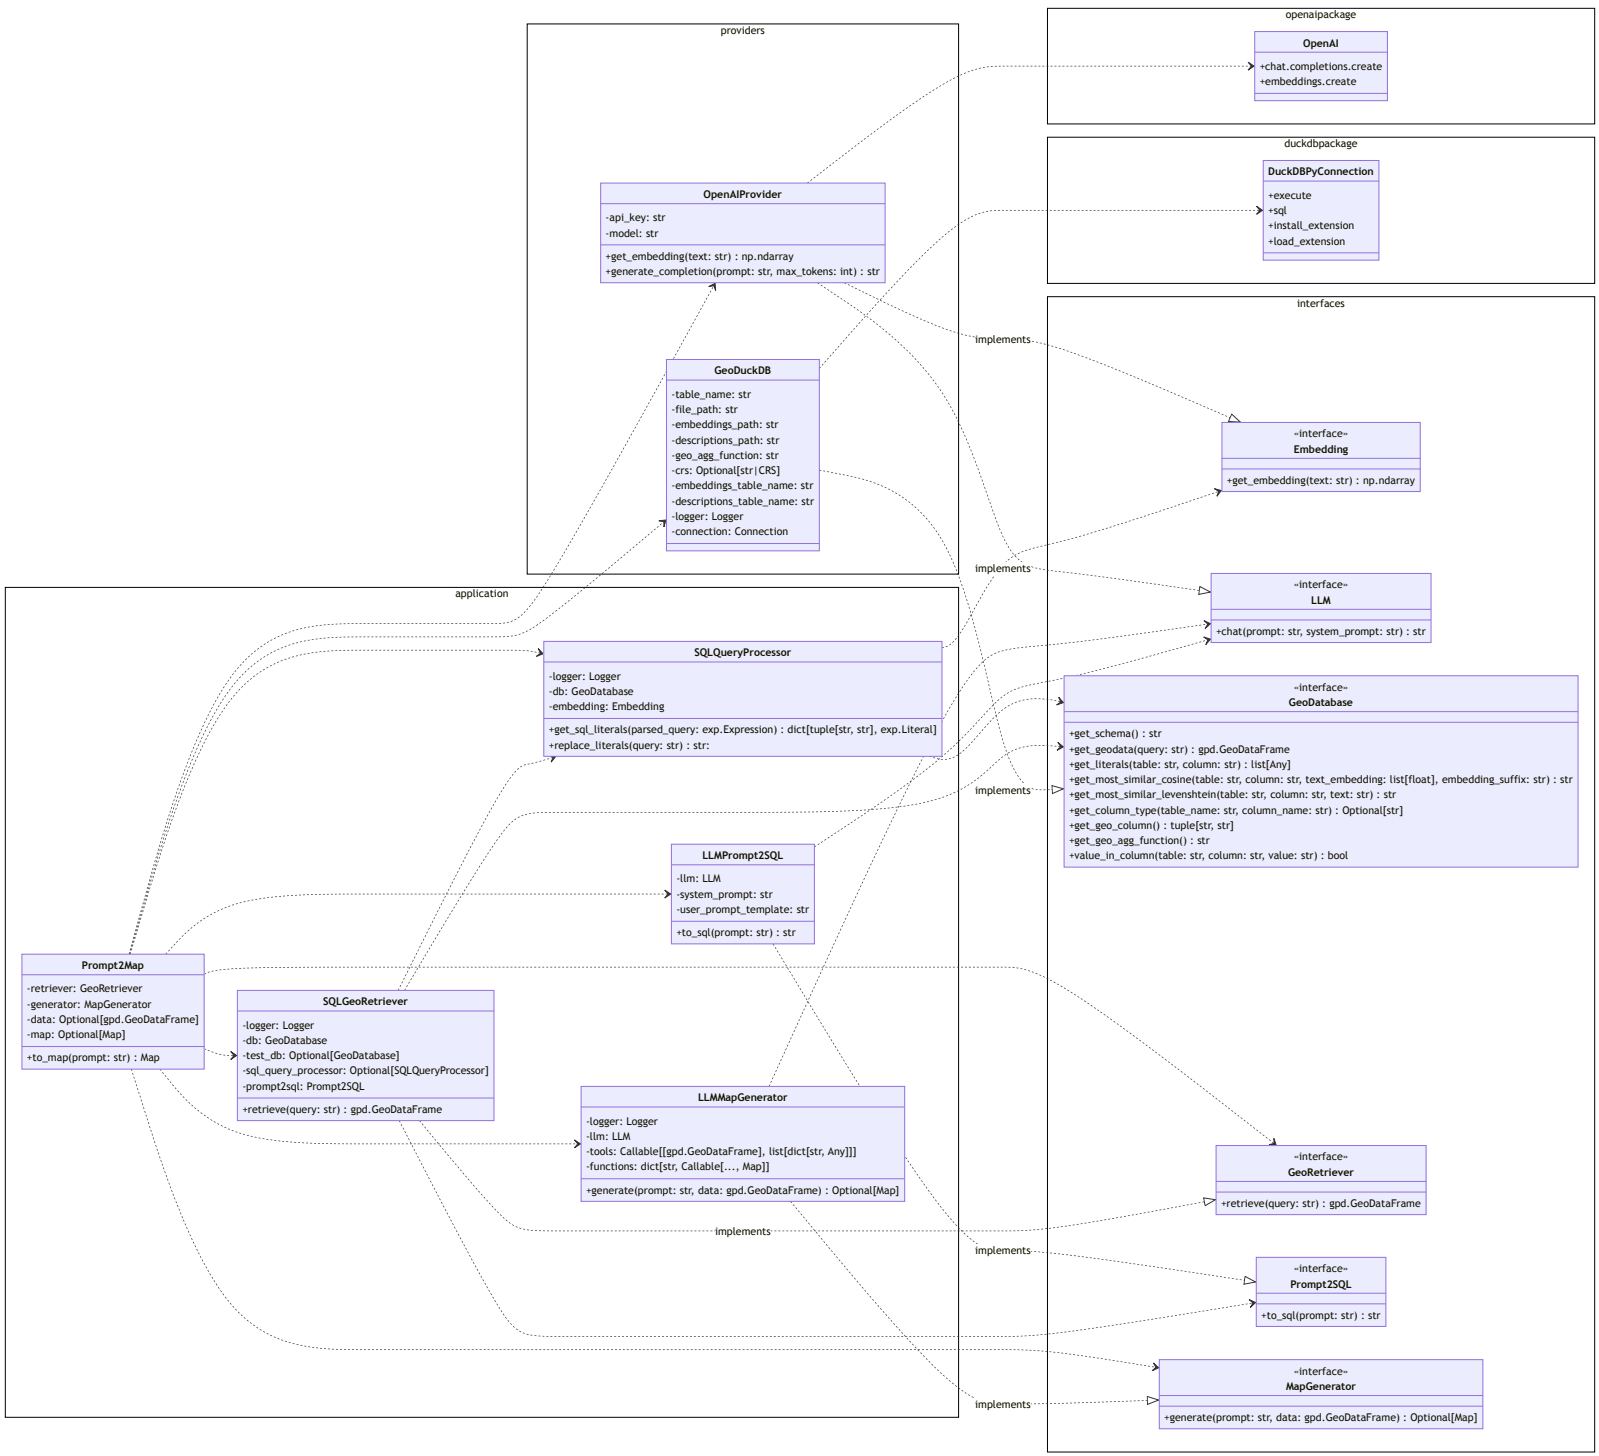 openaipackage
OpenAI
+chat.completions.create
+embeddings.create
duckdbpackage
DuckDBPyConnection
+execute
+sql
+install_extension
+load_extension
providers
OpenAIProvider
-api_key: str
-model: str
+get_embedding(text: str) : np.ndarray
+generate_completion(prompt: str, max_tokens: int) : str
GeoDuckDB
-table_name: str
-file_path: str
-embeddings_path: str
-descriptions_path: str
-geo_agg_function: str
-crs: Optional[str|CRS]
-embeddings_table_name: str
-descriptions_table_name: str
-logger: Logger
-connection: Connection
implements
implements
implements
implements
implements
implements
interfaces
«interface»
Embedding
+get_embedding(text: str) : np.ndarray
«interface»
LLM
+chat(prompt: str, system_prompt: str) : str
«interface»
GeoDatabase
+get_schema() : str
+get_geodata(query: str) : gpd.GeoDataFrame
+get_literals(table: str, column: str) : list[Any]
+get_most_similar_cosine(table: str, column: str, text_embedding: list[float], embedding_suffix: str) : str
+get_most_similar_levenshtein(table: str, column: str, text: str) : str
+get_column_type(table_name: str, column_name: str) : Optional[str]
+get_geo_column() : tuple[str, str]
+get_geo_agg_function() : str
+value_in_column(table: str, column: str, value: str) : bool
«interface»
GeoRetriever
+retrieve(query: str) : gpd.GeoDataFrame
«interface»
Prompt2SQL
+to_sql(prompt: str) : str
«interface»
MapGenerator
+generate(prompt: str, data: gpd.GeoDataFrame) : Optional[Map]
application
SQLQueryProcessor
-logger: Logger
-db: GeoDatabase
-embedding: Embedding
+get_sql_literals(parsed_query: exp.Expression) : dict[tuple[str, str], exp.Literal]
+replace_literals(query: str) : str:
LLMPrompt2SQL
-llm: LLM
-system_prompt: str
-user_prompt_template: str
+to_sql(prompt: str) : str
Prompt2Map
-retriever: GeoRetriever
-generator: MapGenerator
-data: Optional[gpd.GeoDataFrame]
-map: Optional[Map]
+to_map(prompt: str) : Map
SQLGeoRetriever
-logger: Logger
-db: GeoDatabase
-test_db: Optional[GeoDatabase]
-sql_query_processor: Optional[SQLQueryProcessor]
-prompt2sql: Prompt2SQL
+retrieve(query: str) : gpd.GeoDataFrame
LLMMapGenerator
-logger: Logger
-llm: LLM
-tools: Callable[[gpd.GeoDataFrame], list[dict[str, Any]]]
-functions: dict[str, Callable[..., Map]]
+generate(prompt: str, data: gpd.GeoDataFrame) : Optional[Map]